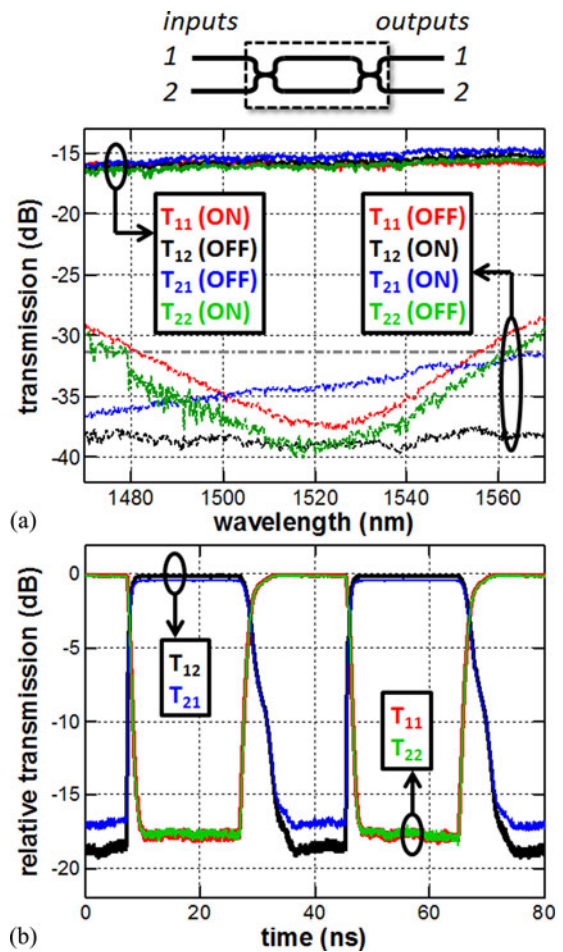 inputs outputs
1 1
2 2
-15
-20
-25
-30
-35
-40
transmission (dB)
T11 (ON)
T12 (OFF)
T21 (OFF)
T22 (ON)
T11 (OFF)
T12 (ON)
T21 (ON)
T22 (OFF)
1480 1500 1520 1540 1560
(a) wavelength (nm)
0
-5
-10
-15
-20
relative transmission (dB)
T12
T21
T11
T22
0 20 40 60 80
(b) time (ns)